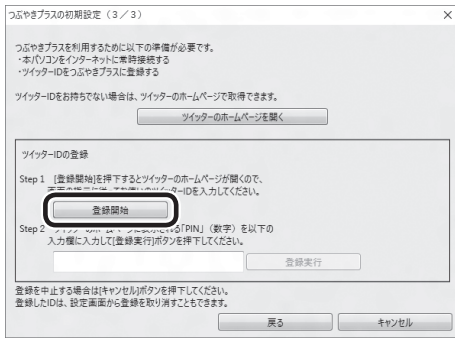 つぶやきプラスの初期設定（３／３）
つぶやきプラスを利用するために以下の準備が必要です。
・本パソコンをインターネットに常時接続する
・ツイッターIDをつぶやきプラスに登録する
ツイッターIDをお持ちでない場合は、ツイッターのホームページで取得できます。
ツイッターのホームページを開く
ツイッターIDの登録
Step 1 [登録開始]を押下するとツイッターのホームページが開くので、
ターIDを入力してください。
登録開始
Step 2 「PIN」（数字）を以下の
入力欄に入力して[登録実行]ボタンを押下してください。
登録実行
登録を中止する場合は[キャンセル]ボタンを押下してください。
登録したIDは、設定画面から登録を取り消すこともできます。
戻る
キャンセル